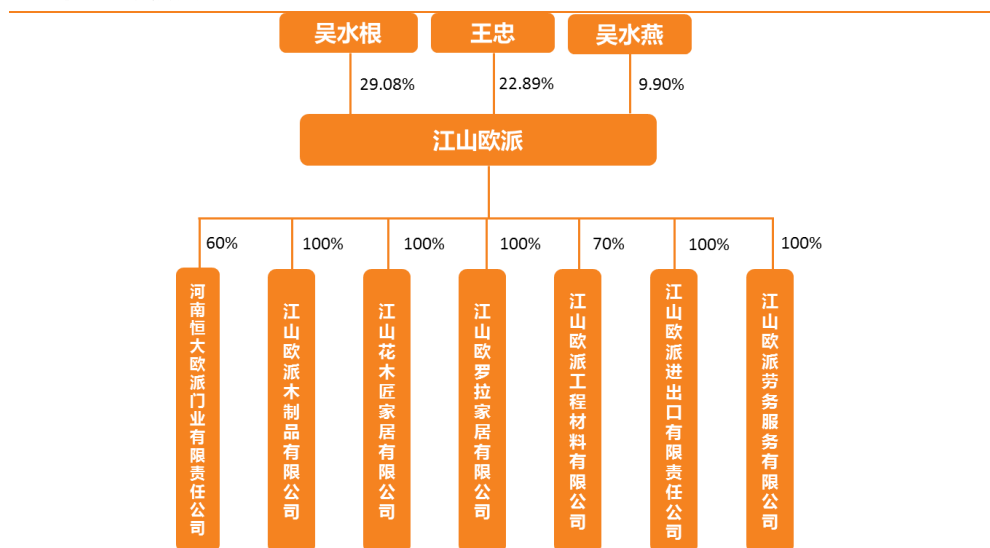 吴水根
王忠
吴水燕
29.08%
22.89%
9.90%
江山欧派
60%
100%
100%
100%
70%
100%
100%
河南恒大欧派门业有限责任公司
江山欧派木制品有限公司
江山花木匠家居有限公司
江山欧罗拉家居有限公司
江山欧派工程材料有限公司
江山欧派进出口有限责任公司
江山欧派劳务服务有限公司